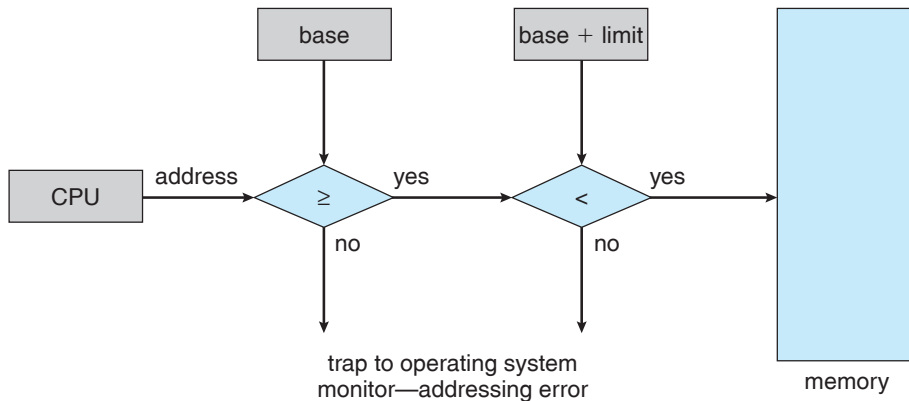 base
base + limit
CPU
address
≥
yes
<
yes
no
no
trap to operating system
monitor—addressing error
memory